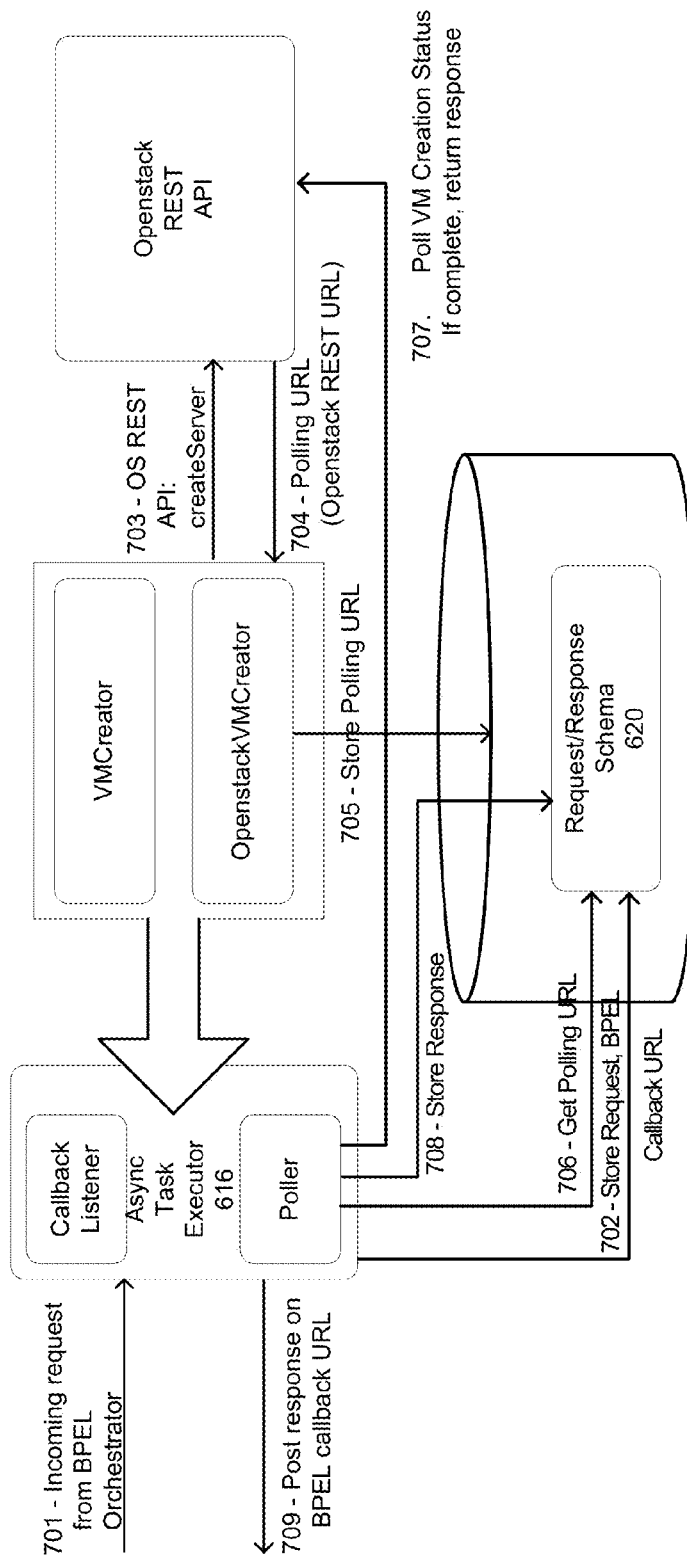 701 - Incoming request
from BPEL
Orchestrator
709 - Post response on
BPEL callback URL
Callback
Listener
Async
Task
Executor
616
Poller
VMCreator
OpenstackVMCreator
703 - OS REST
API:
createServer
704 - Polling URL
(Openstack REST URL)
Openstack
REST
API
705 - Store Polling URL
707. Poll VM Creation Status
If complete, return response
708 - Store Response
706 - Get Polling URL
702 - Store Request, BPEL
Callback URL
Request/Response
Schema
620